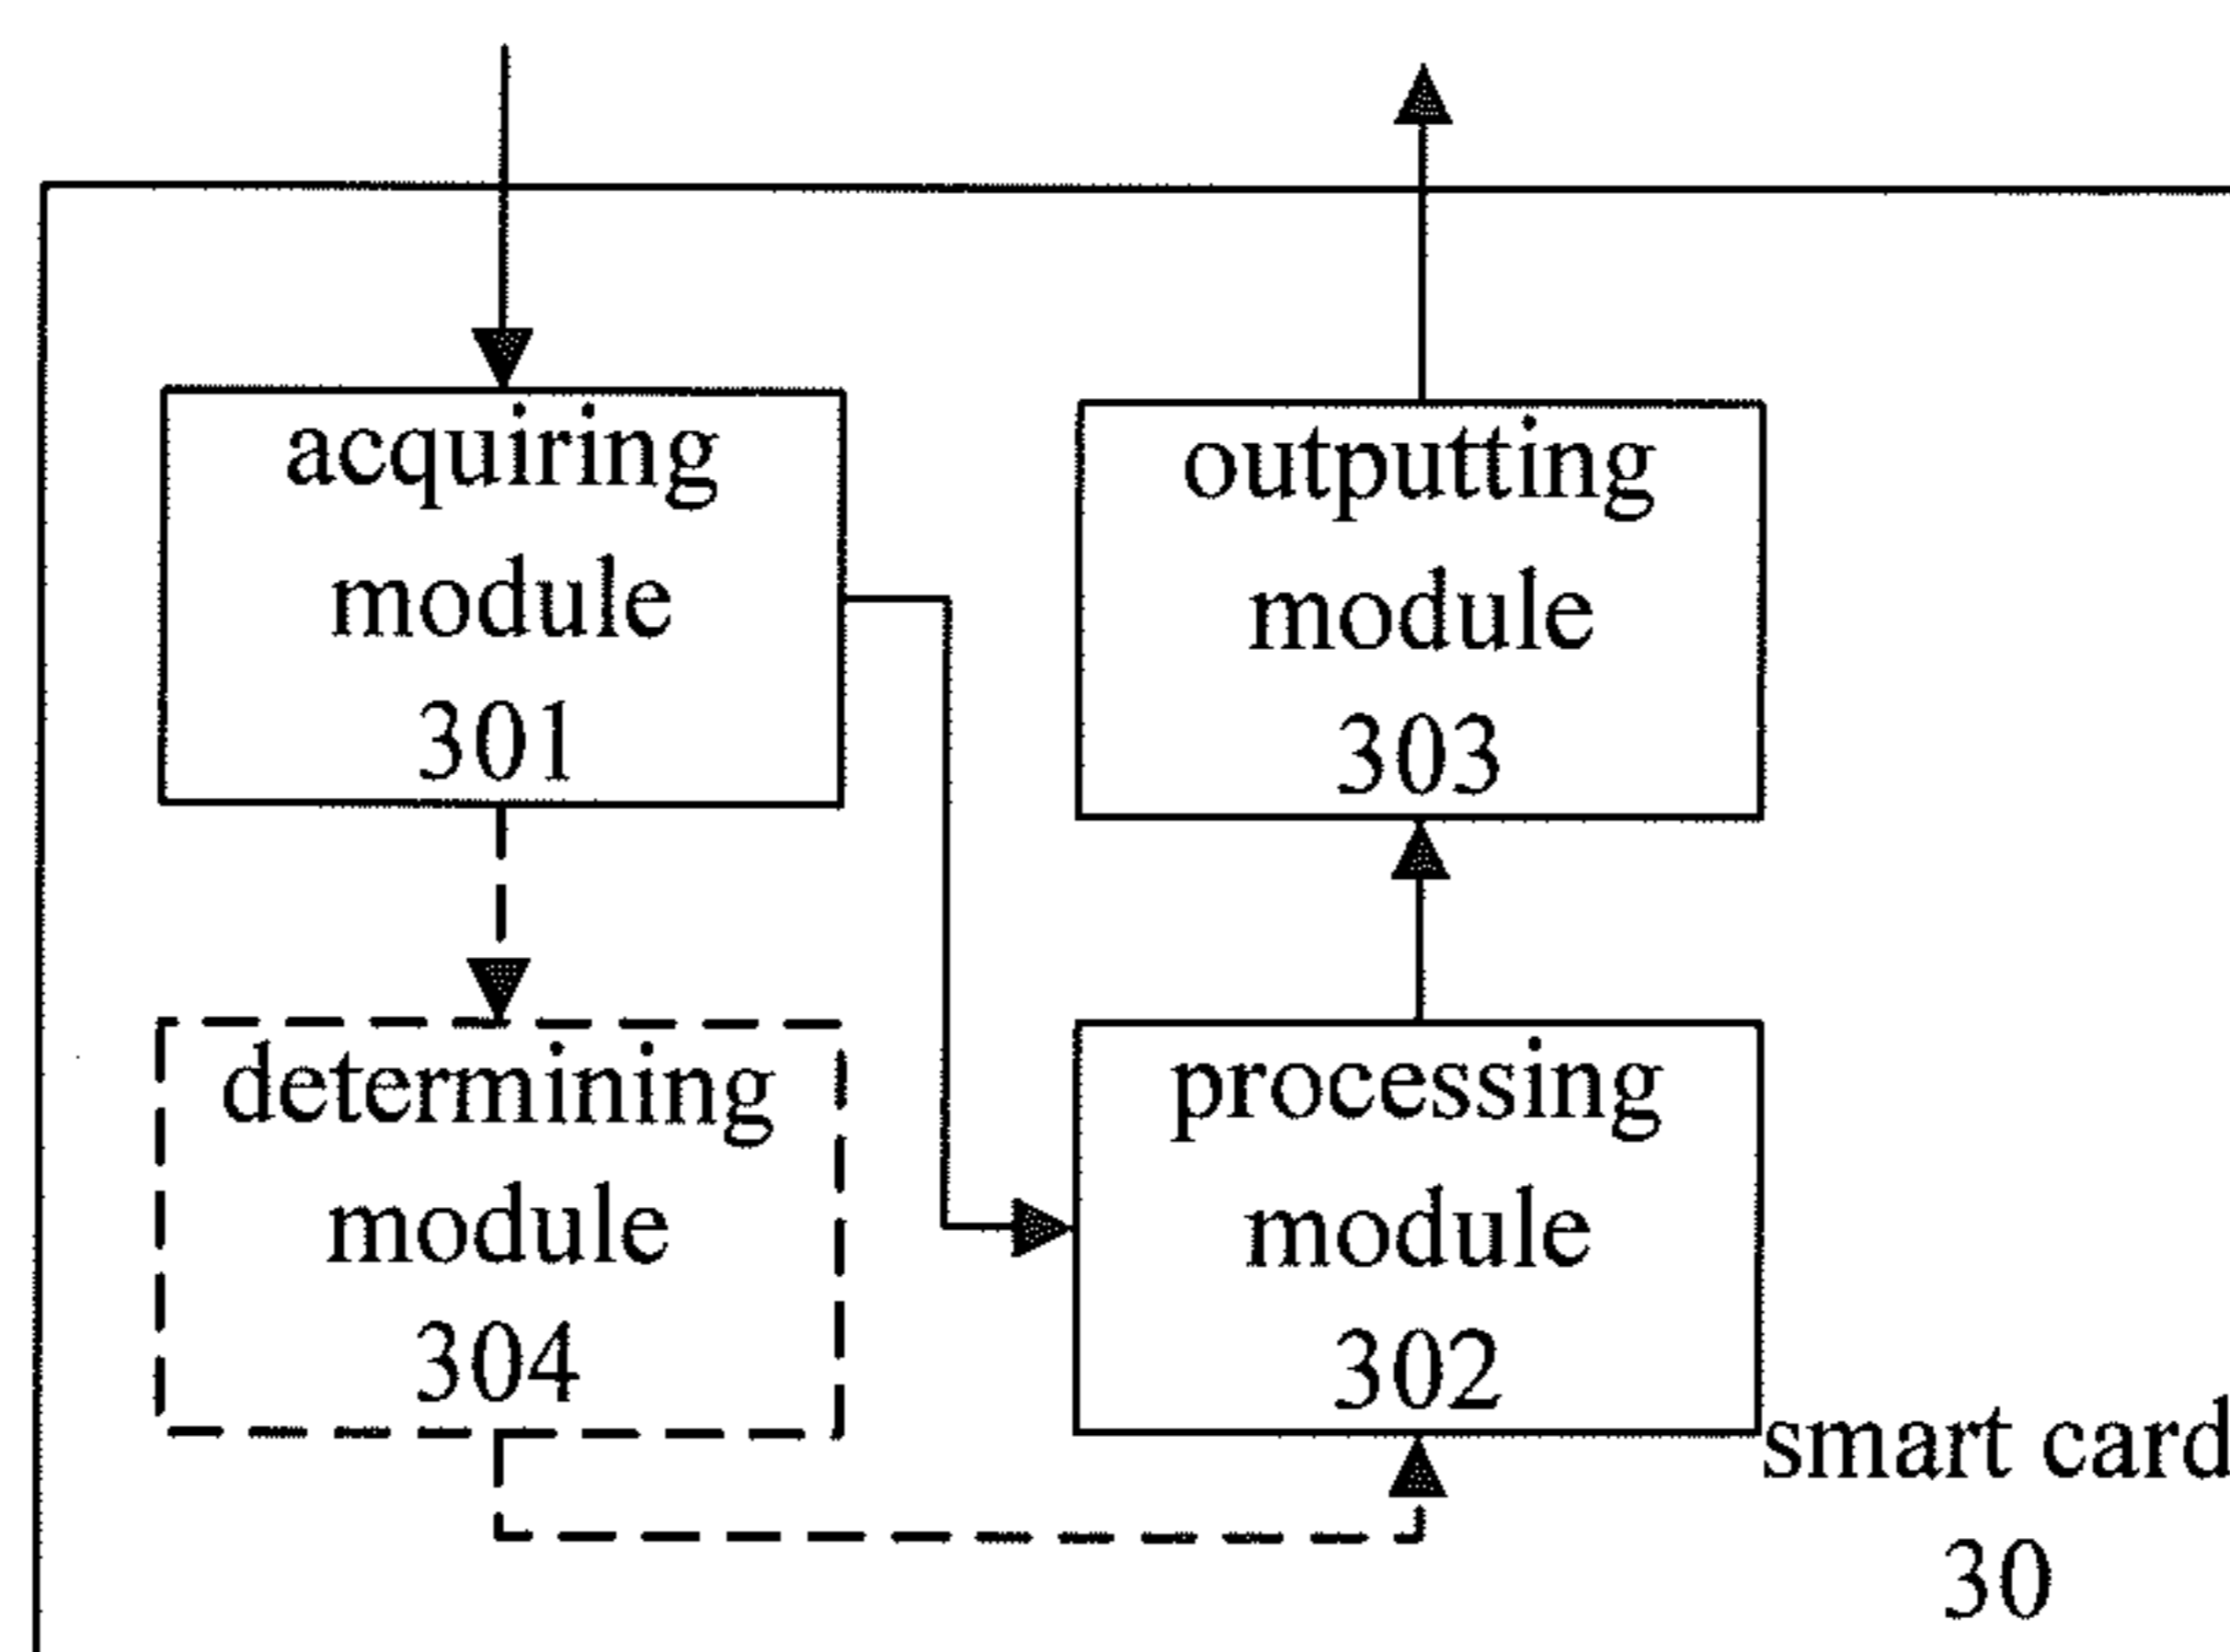 acquiring
module
301
outputting
module
303
determining
module
304
processing
module
302
smart card
30